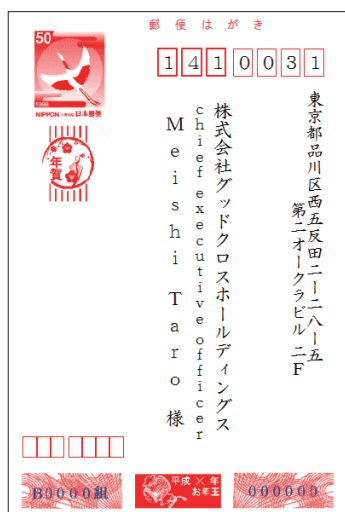 郵便はがき
50
1998
NIPPON 日本郵便
年賀
1410031
東京都品川区西五反田二ー二八ー五
第二オークラビル 二F
株式会社グッドクロスホールディングス
chief executive officer
Meishi Taro 様
B0000組
平成×年
お年玉
000000